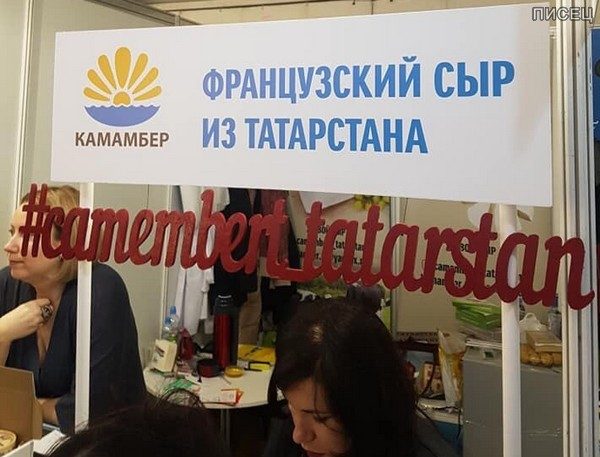 ПИСЕЦ
КАМАМБЕР
ФРАНЦУЗСКИЙ СЫР
ИЗ ТАТАРСТАНА
#camembert_tatarstan